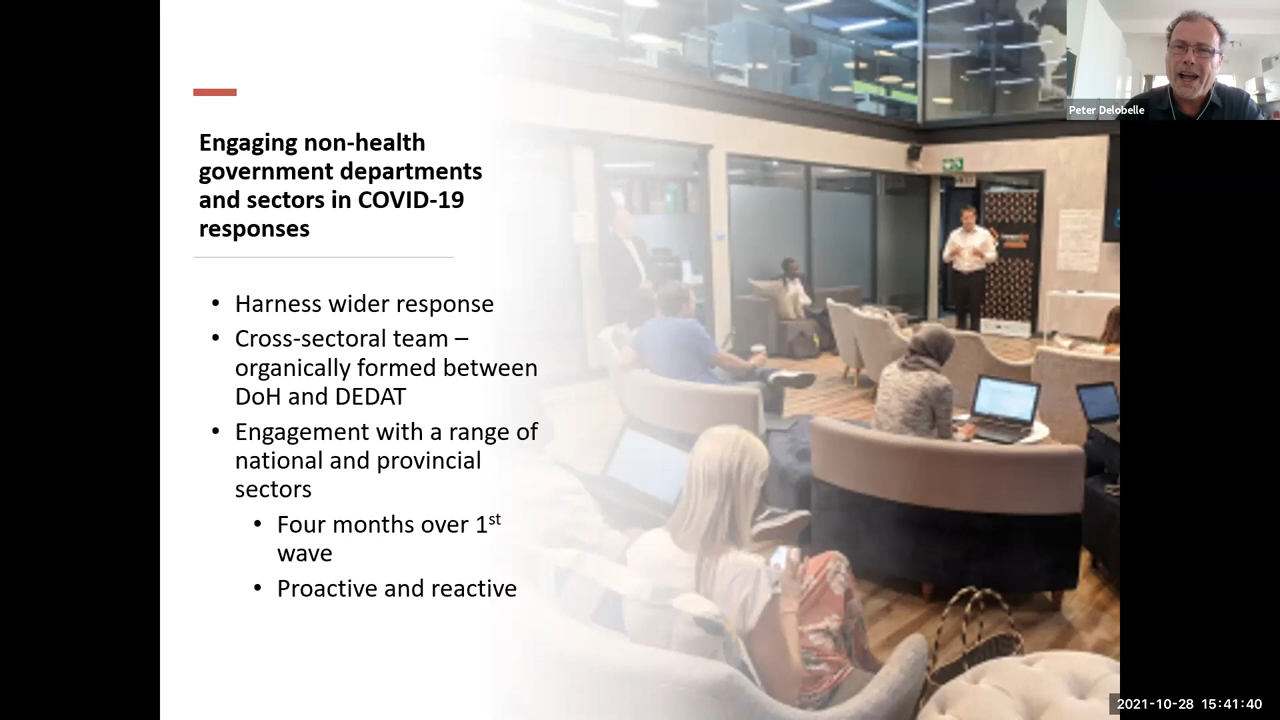 Peter Delobelle
Engaging non-health
government departments
and sectors in COVID-19
responses
• Harness wider response
• Cross-sectoral team –
organically formed between
DoH and DEDAT
• Engagement with a range of
national and provincial
sectors
• Four months over 1st
wave
• Proactive and reactive
2021-10-28 15:41:40